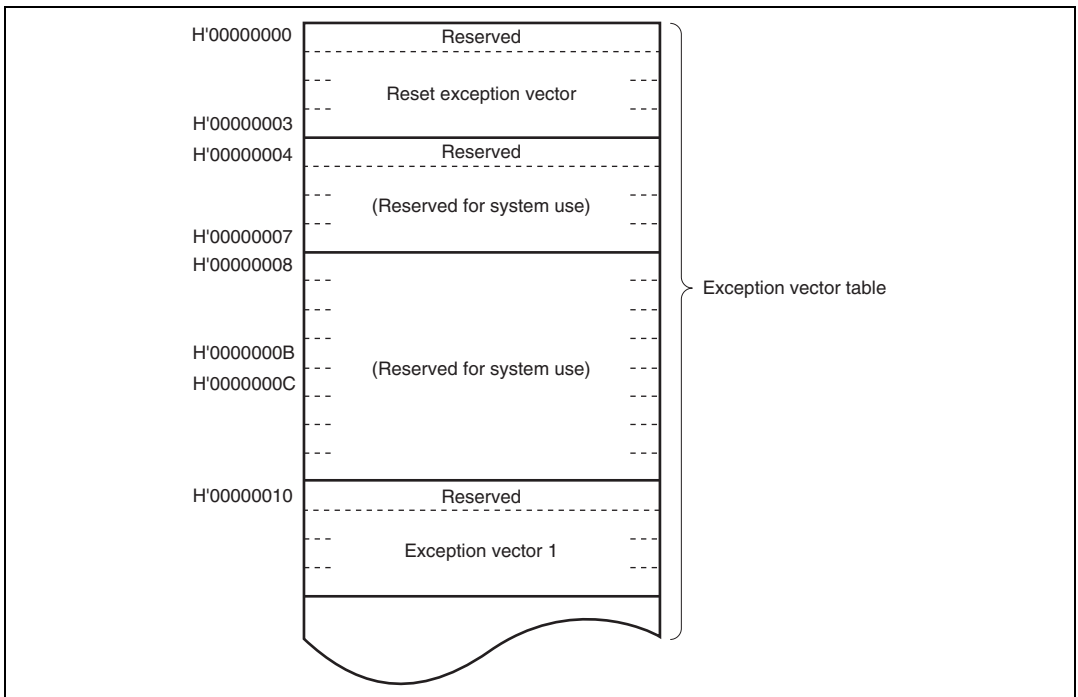 H'00000000 Reserved
Reset exception vector
H'00000003
H'00000004 Reserved
(Reserved for system use)
H'00000007
H'00000008
Exception vector table
H'0000000B
(Reserved for system use)
H'0000000C
H'00000010 Reserved
Exception vector 1